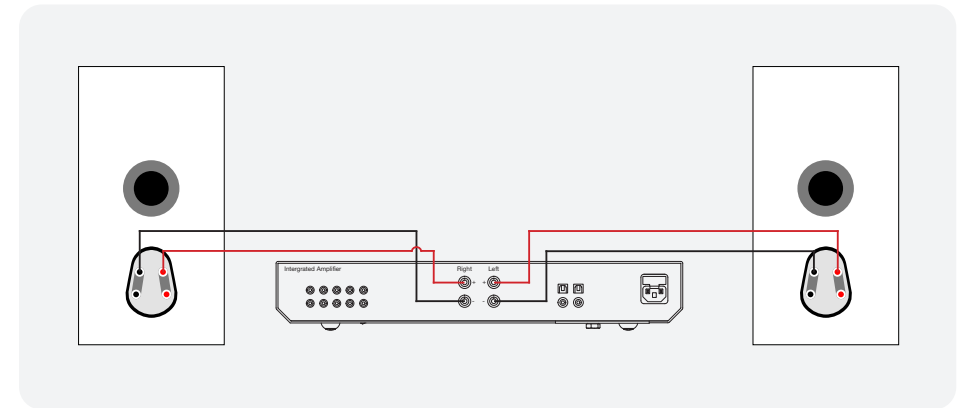 Intergrated Amplifier
Right Left
+ +
- -